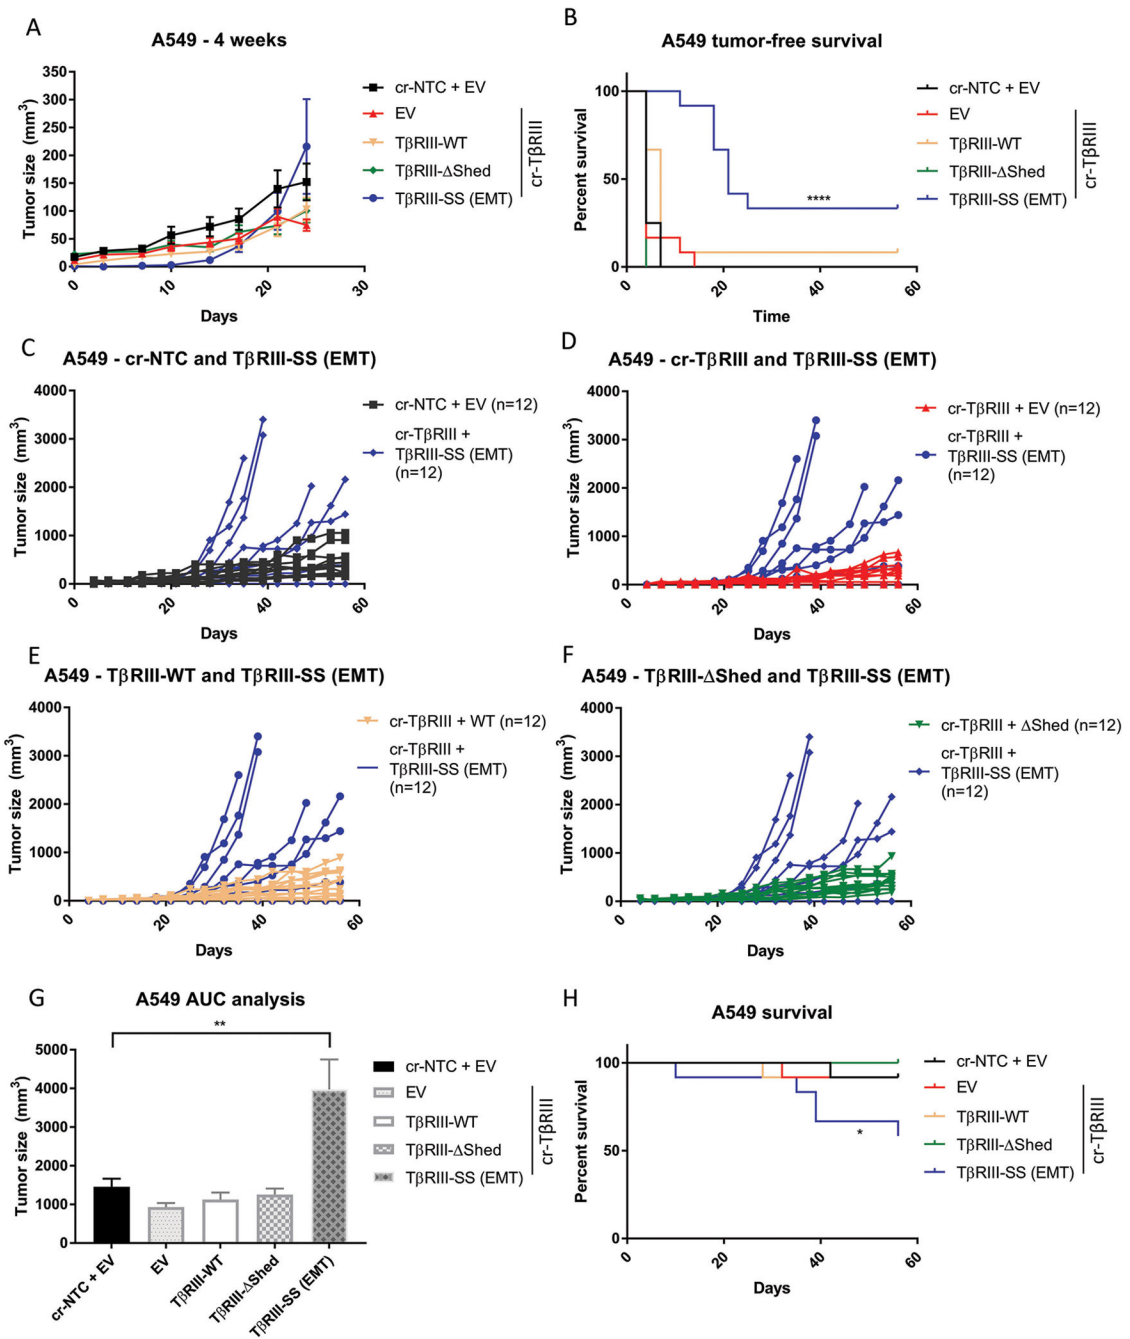 A
A549 - 4 weeks
Tumor size (mm³)
350
300
250
200
150
100
50
0
0
10
20
30
Days
cr-NTC + EV
EV
TβRIII-WT
TβRIII-ΔShed
TβRIII-SS (EMT)
cr-TβRIII
B
A549 tumor-free survival
Percent survival
100
50
0
0
20
40
60
Time
****
cr-NTC + EV
EV
TβRIII-WT
TβRIII-ΔShed
TβRIII-SS (EMT)
cr-TβRIII
C
A549 - cr-NTC and TβRIII-SS (EMT)
Tumor size (mm³)
4000
3000
2000
1000
0
0
20
40
60
Days
cr-NTC + EV (n=12)
cr-TβRIII +
TβRIII-SS (EMT)
(n=12)
D
A549 - cr-TβRIII and TβRIII-SS (EMT)
Tumor size (mm³)
4000
3000
2000
1000
0
0
20
40
60
Days
cr-TβRIII + EV (n=12)
cr-TβRIII +
TβRIII-SS (EMT)
(n=12)
E
A549 - TβRIII-WT and TβRIII-SS (EMT)
Tumor size (mm³)
4000
3000
2000
1000
0
0
20
40
60
Days
cr-TβRIII + WT (n=12)
cr-TβRIII +
TβRIII-SS (EMT)
(n=12)
F
A549 - TβRIII-ΔShed and TβRIII-SS (EMT)
Tumor size (mm³)
4000
3000
2000
1000
0
0
20
40
60
Days
cr-TβRIII + ΔShed (n=12)
cr-TβRIII +
TβRIII-SS (EMT)
(n=12)
G
A549 AUC analysis
**
Tumor size (mm³)
5000
4000
3000
2000
1000
0
cr-NTC + EV
EV
TβRIII-WT
TβRIII-ΔShed
TβRIII-SS (EMT)
cr-NTC + EV
EV
TβRIII-WT
TβRIII-ΔShed
TβRIII-SS (EMT)
cr-TβRIII
H
A549 survival
Percent survival
100
50
0
0
20
40
60
Days
*
cr-NTC + EV
EV
TβRIII-WT
TβRIII-ΔShed
TβRIII-SS (EMT)
cr-TβRIII